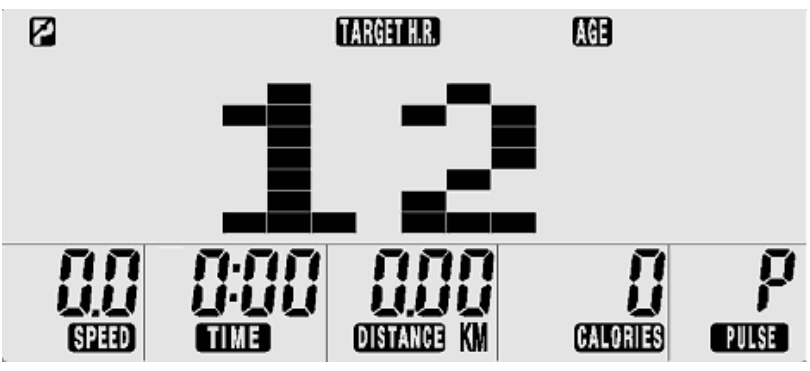 TARGET H.R. AGE
12
0.0 0:00 0.00 0 P
SPEED TIME DISTANCE KM CALORIES PULSE